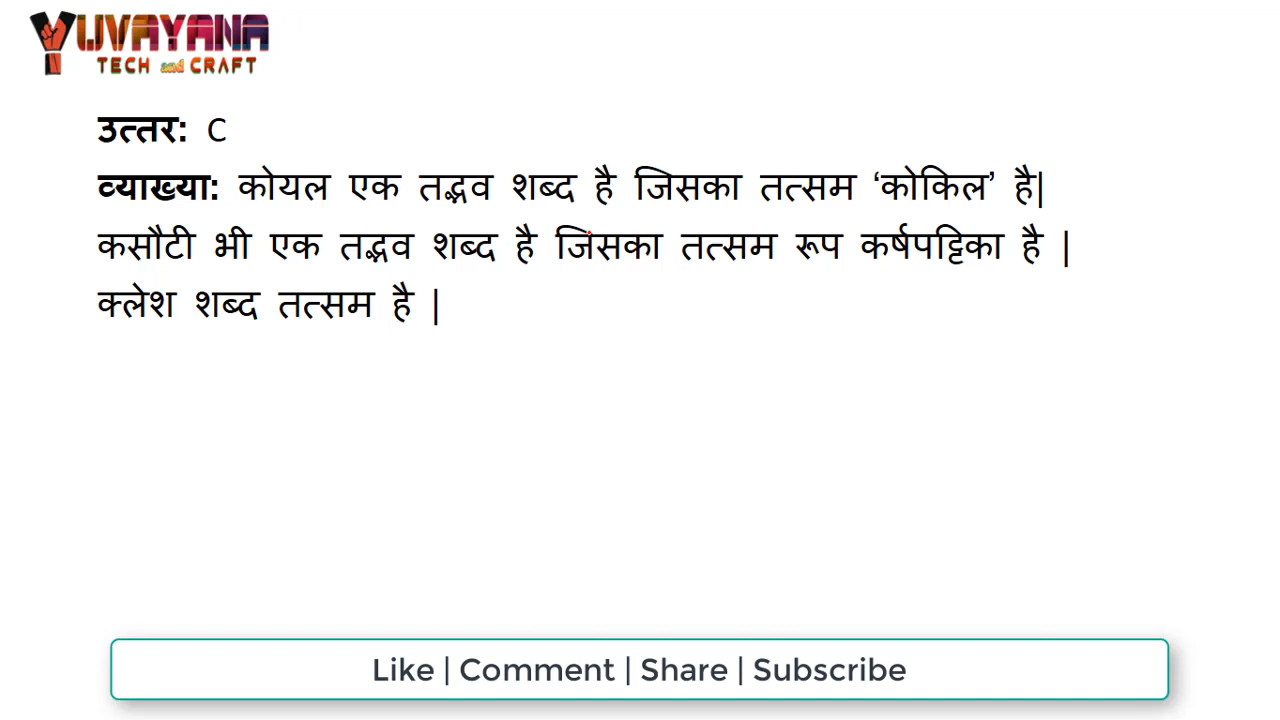 YUVAYANA
TECH and CRAFT
उत्तर: C
व्याख्या: कोयल एक तद्भव शब्द है जिसका तत्सम ‘कोकिल’ है|
कसौटी भी एक तद्भव शब्द है जिसका तत्सम रूप कर्षपट्टिका है |
क्लेश शब्द तत्सम है |
Like | Comment | Share | Subscribe